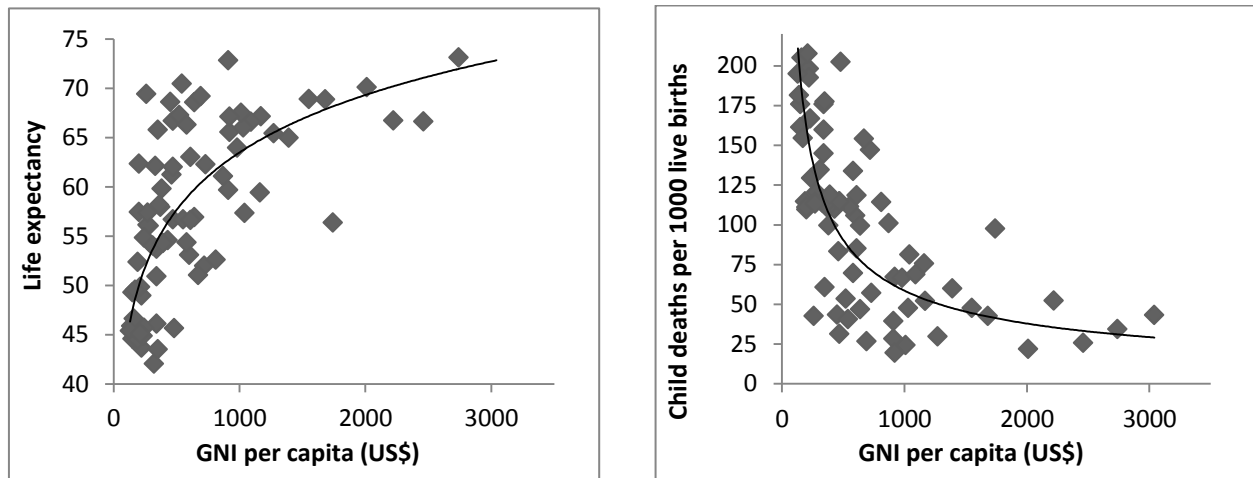 75
70
65
60
55
50
45
40
Life expectancy
0 1000 2000 3000
GNI per capita (US$)
200
175
150
125
100
75
50
25
0
Child deaths per 1000 live births
0 1000 2000 3000
GNI per capita (US$)